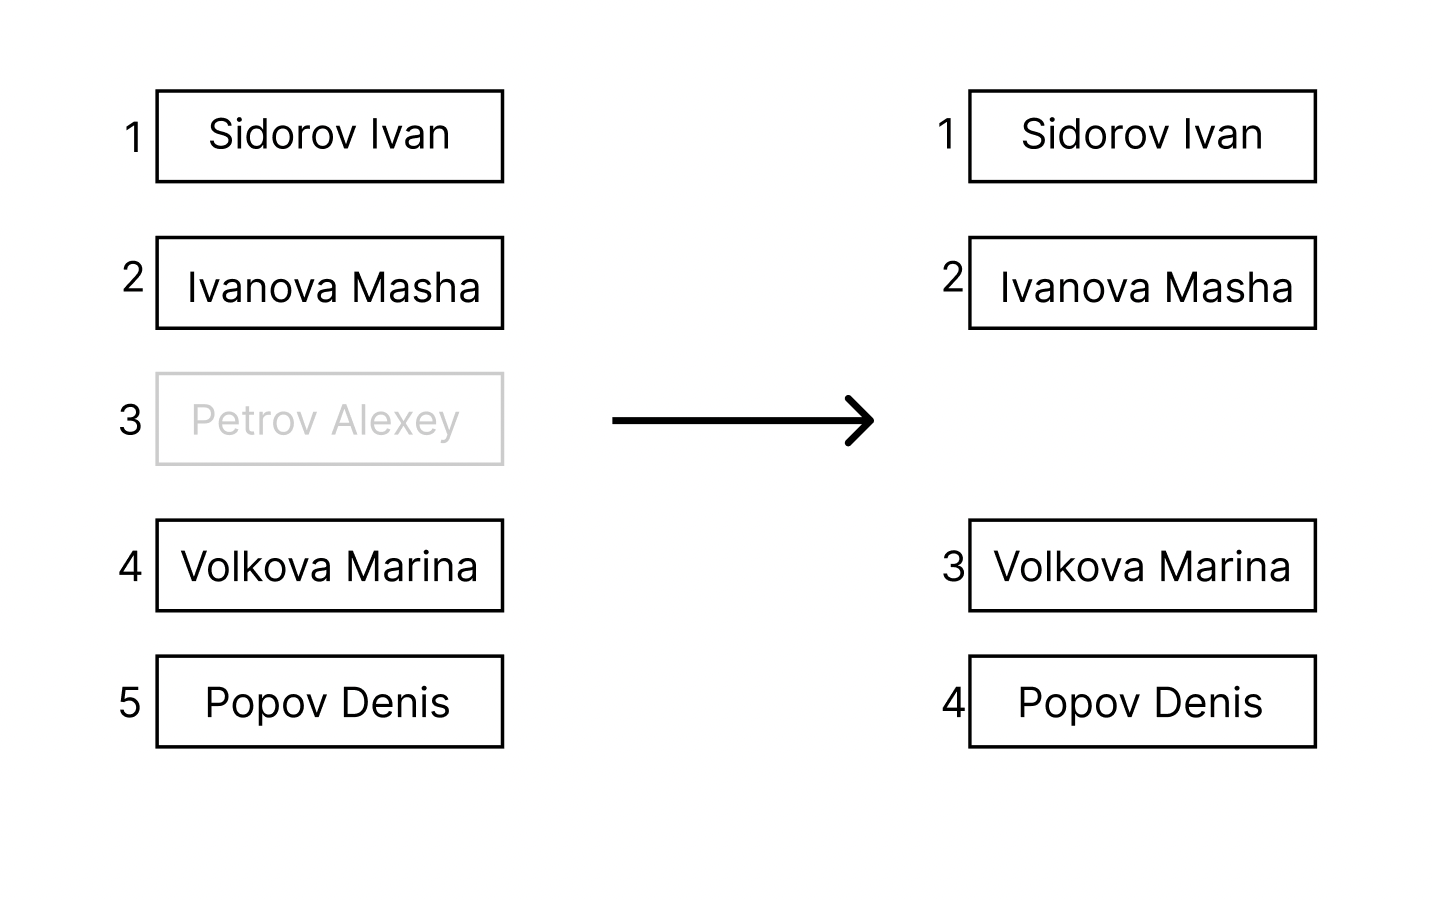 1 Sidorov Ivan
2 Ivanova Masha
3 Petrov Alexey
4 Volkova Marina
5 Popov Denis
1 Sidorov Ivan
2 Ivanova Masha
3 Volkova Marina
4 Popov Denis